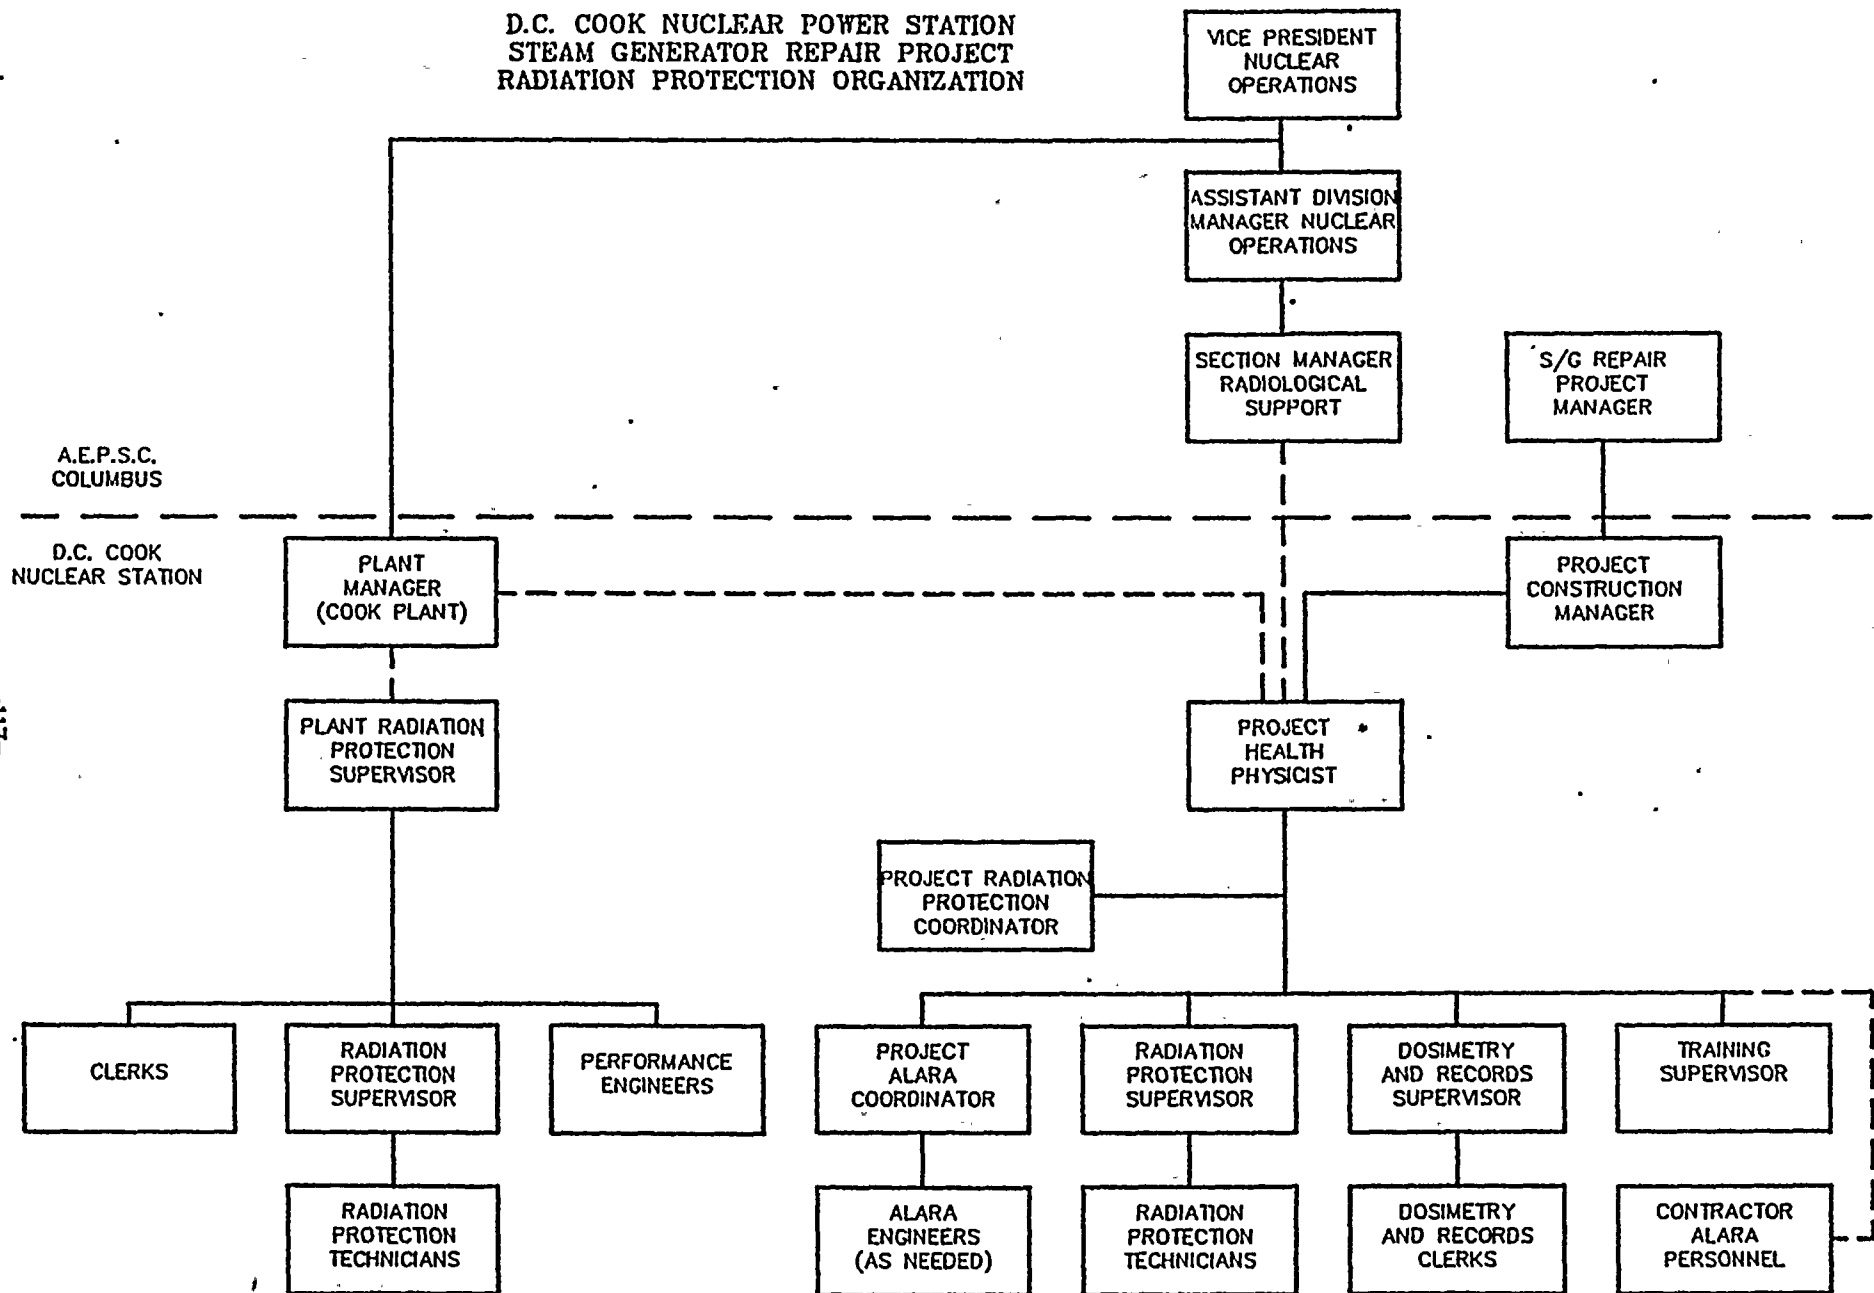 D.C. COOK NUCLEAR POWER STATION
STEAM GENERATOR REPAIR PROJECT
RADIATION PROTECTION ORGANIZATION
VICE PRESIDENT
NUCLEAR
OPERATIONS
ASSISTANT DIVISION
MANAGER NUCLEAR
OPERATIONS
SECTION MANAGER
RADIOLOGICAL
SUPPORT
S/G REPAIR
PROJECT
MANAGER
A.E.P.S.C.
COLUMBUS
D.C. COOK
NUCLEAR STATION
PLANT
MANAGER
(COOK PLANT)
PROJECT
CONSTRUCTION
MANAGER
PLANT RADIATION
PROTECTION
SUPERVISOR
PROJECT
HEALTH
PHYSICIST
PROJECT RADIATION
PROTECTION
COORDINATOR
CLERKS
RADIATION
PROTECTION
SUPERVISOR
PERFORMANCE
ENGINEERS
PROJECT
ALARA
COORDINATOR
RADIATION
PROTECTION
SUPERVISOR
DOSIMETRY
AND RECORDS
SUPERVISOR
TRAINING
SUPERVISOR
RADIATION
PROTECTION
TECHNICIANS
ALARA
ENGINEERS
(AS NEEDED)
RADIATION
PROTECTION
TECHNICIANS
DOSIMETRY
AND RECORDS
CLERKS
CONTRACTOR
ALARA
PERSONNEL